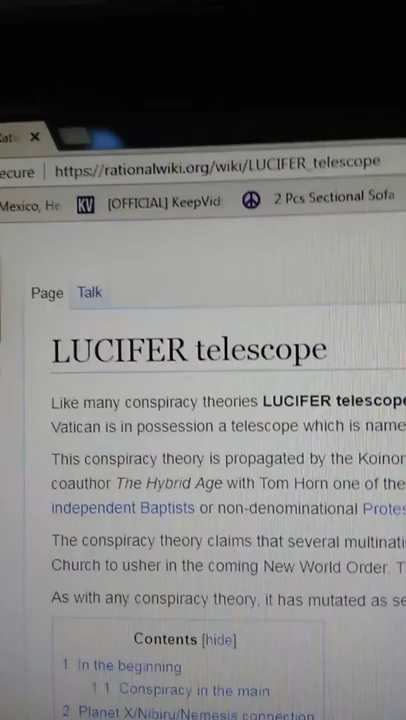 ecure | https://rationalwiki.org/wiki/LUCIFER_telescope
Mexico, He KV [OFFICIAL] KeepVid 2 Pcs Sectional Sofa
Page Talk
LUCIFER telescope
Like many conspiracy theories LUCIFER telescope
Vatican is in possession a telescope which is name
This conspiracy theory is propagated by the Koinon
coauthor The Hybrid Age with Tom Horn one of the
independent Baptists or non-denominational Protes
The conspiracy theory claims that several multinati
Church to usher in the coming New World Order. T
As with any conspiracy theory, it has mutated as se
Contents [hide]
1 In the beginning
1.1 Conspiracy in the main
2 Planet X/Nibiru/Nemesis connection